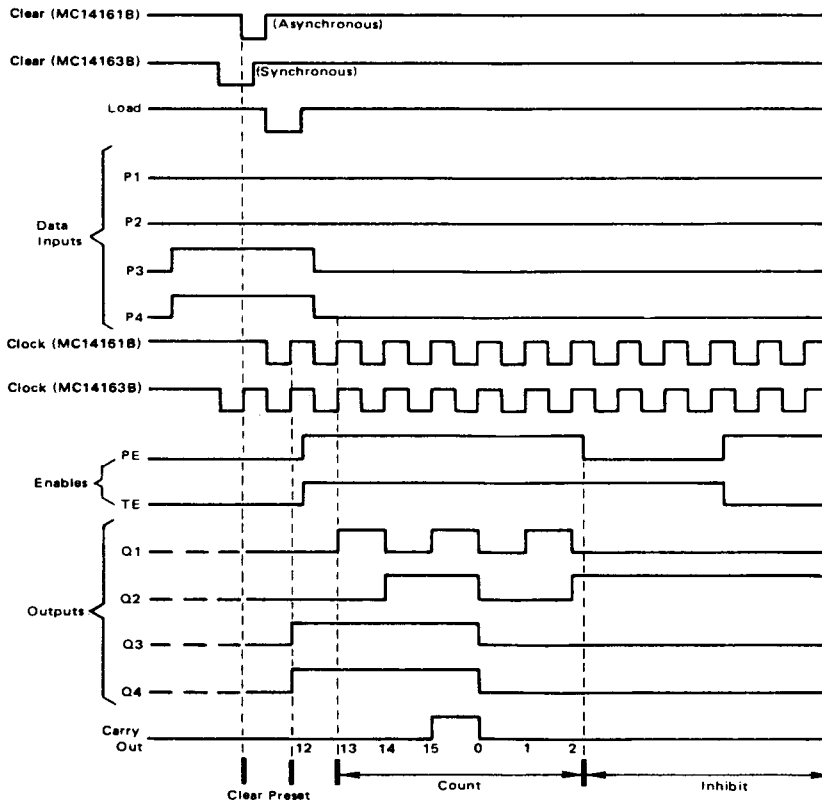 Clear (MC14161B)
(Asynchronous)
Clear (MC14163B)
(Synchronous)
Load
P1
P2
Data
Inputs
P3
P4
Clock (MC14161B)
Clock (MC14163B)
PE
Enables
TE
Q1
Q2
Outputs
Q3
Q4
Carry
Out
12 13 14 15 0 1 2
Count
Inhibit
Clear Preset